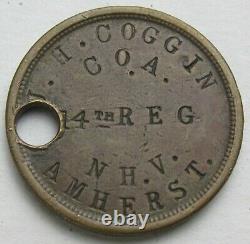 J. H. COGGIN
CO. A.
14TH REG
N.H.V.
AMHERST.